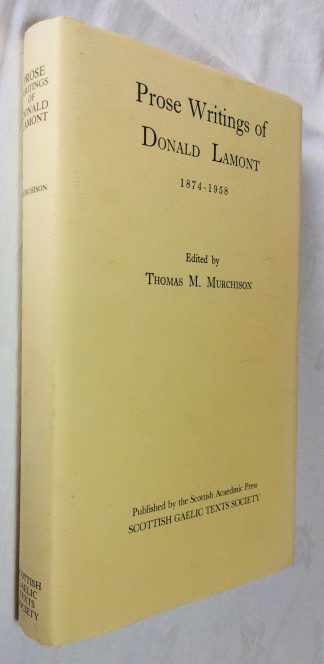 PROSE
WRITINGS
OF
DONALD
LAMONT
MURCHISON
SCOTTISH
GAELIC
TEXTS
SOCIETY
Prose Writings of
DONALD LAMONT
1874-1958
Edited by
THOMAS M. MURCHISON
Published by the Scottish Acaedmic Press
SCOTTISH GAELIC TEXTS SOCIETY